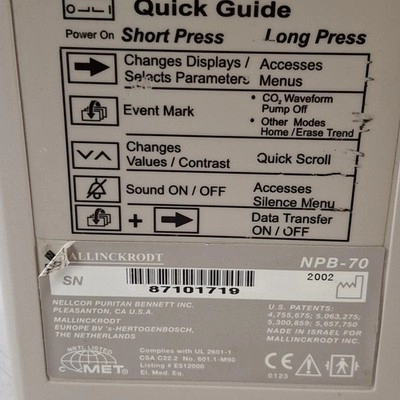 Quick Guide
Power On Short Press Long Press
Changes Displays / Accesses
Selects Parameters Menus
Event Mark • CO₂ Waveform
Pump Off
• Other Modes
Home / Erase Trend
Changes
Values / Contrast Quick Scroll
Sound ON / OFF Accesses
Silence Menu
+ Data Transfer
ON / OFF
MALLINCKRODT NPB-70
SN 87101719 2002
NELLCOR PURITAN BENNETT INC.
PLEASANTON, CA U.S.A.
MALLINCKRODT
EUROPE BV 's-HERTOGENBOSCH,
THE NETHERLANDS
U.S. PATENTS:
4,755,675; 5,063,275;
5,300,859; 5,657,750
MADE IN ISRAEL FOR
MALLINCKRODT INC.
NRTL LISTED
MET
Complies with UL 2601-1
CSA C22.2 No. 601.1-M90
Listing # E512005
El. Med. Eq.
CE
0123